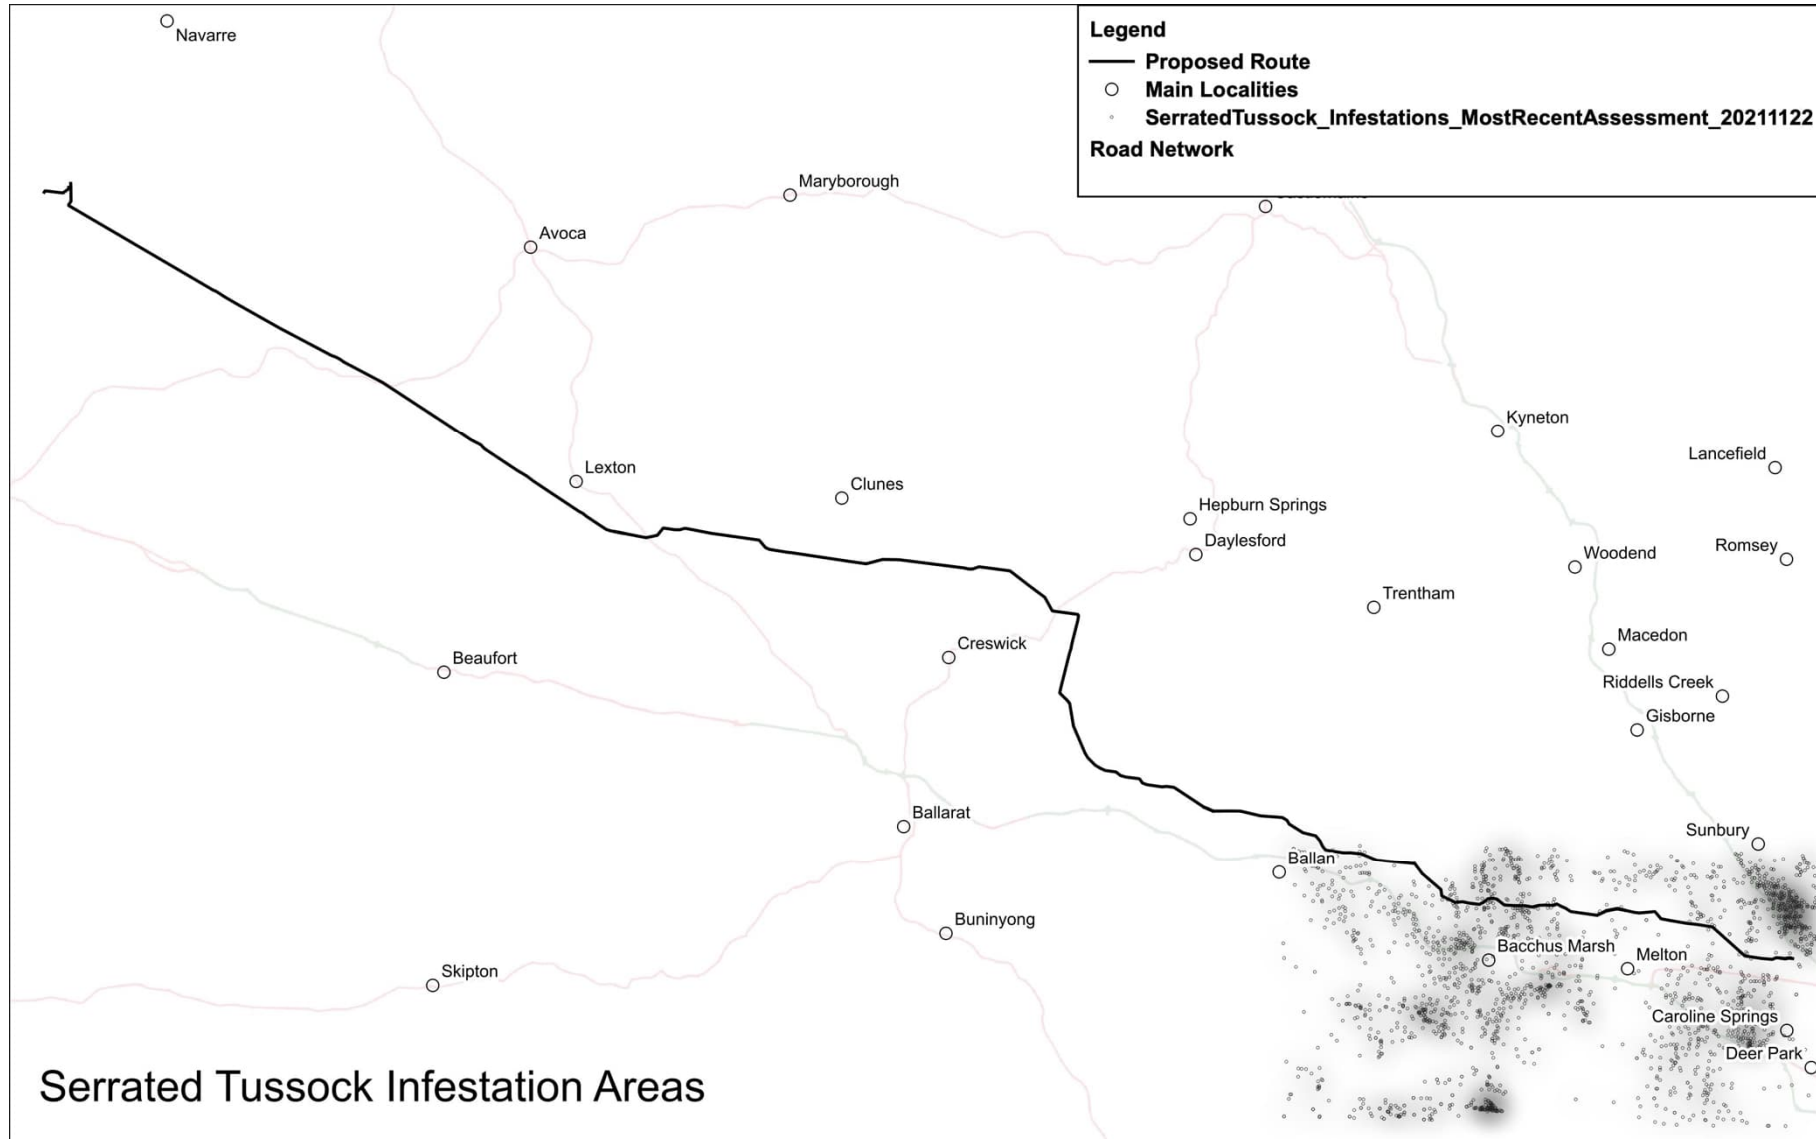 Navarre
Legend
Proposed Route
Main Localities
SerratedTussock_Infestations_MostRecentAssessment_20211122
Road Network
Maryborough
Avoca
Kyneton
Lancefield
Lexton
Clunes
Hepburn Springs
Daylesford
Woodend
Romsey
Trentham
Macedon
Creswick
Beaufort
Riddells Creek
Gisborne
Ballarat
Sunbury
Ballan
Buninyong
Bacchus Marsh
Melton
Skipton
Caroline Springs
Deer Park
Serrated Tussock Infestation Areas